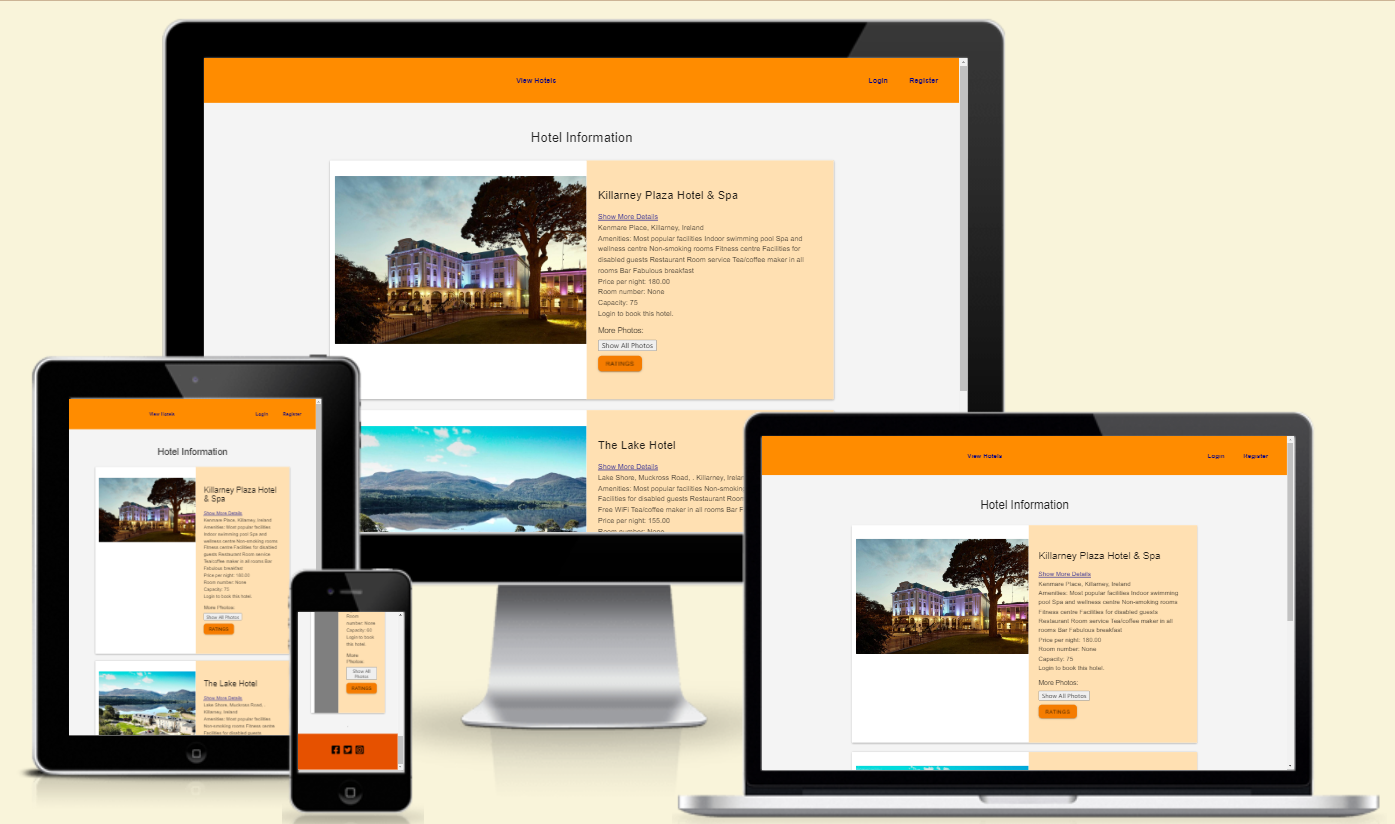 View Hotels
Login
Register
Hotel Information
Killarney Plaza Hotel & Spa
Show More Details
Kenmare Place, Killarney, Ireland
Amenities: Most popular facilities Indoor swimming pool Spa and
wellness centre Non-smoking rooms Fitness centre Facilities for
disabled guests Restaurant Room service Tea/coffee maker in all
rooms Bar Fabulous breakfast
Price per night: 180.00
Room number: None
Capacity: 75
Login to book this hotel.
More Photos:
Show All Photos
RATINGS
The Lake Hotel
Show More Details
Lake Shore, Muckross Road, . Killarney,
Amenities: Most popular facilities
Facilities for disabled guests Restaurant
Free WiFi Tea/coffee maker in all rooms Bar
Price per night: 155.00
Room number: None
View Hotels
Login
Register
Hotel Information
Killarney Plaza Hotel
& Spa
Show More Details
Kenmare Place, Killarney, Ireland
Amenities: Most popular facilities
Indoor swimming pool Spa and
wellness centre Non-smoking rooms
Fitness centre Facilities for disabled
guests Restaurant Room service
Tea/coffee maker in all rooms Bar
Fabulous breakfast
Price per night: 180.00
Room number: None
Capacity: 75
Login to book this hotel.
More Photos:
Show All Photos
RATINGS
The Lake Hotel
Show More Details
Lake Shore, Muckross Road, .
Killarney, Ireland
Amenities: Most popular facilities
Non-smoking rooms Fitness centre
Facilities for disabled guests
Room
number: None
Capacity: 60
Login to book
this hotel.
More
Photos:
Show All
Photos
RATINGS
View Hotels
Login
Register
Hotel Information
Killarney Plaza Hotel & Spa
Show More Details
Kenmare Place, Killarney, Ireland
Amenities: Most popular facilities Indoor swimming
pool Spa and wellness centre Non-smoking rooms
Fitness centre Facilities for disabled guests
Restaurant Room service Tea/coffee maker in all
rooms Bar Fabulous breakfast
Price per night: 180.00
Room number: None
Capacity: 75
Login to book this hotel.
More Photos:
Show All Photos
RATINGS